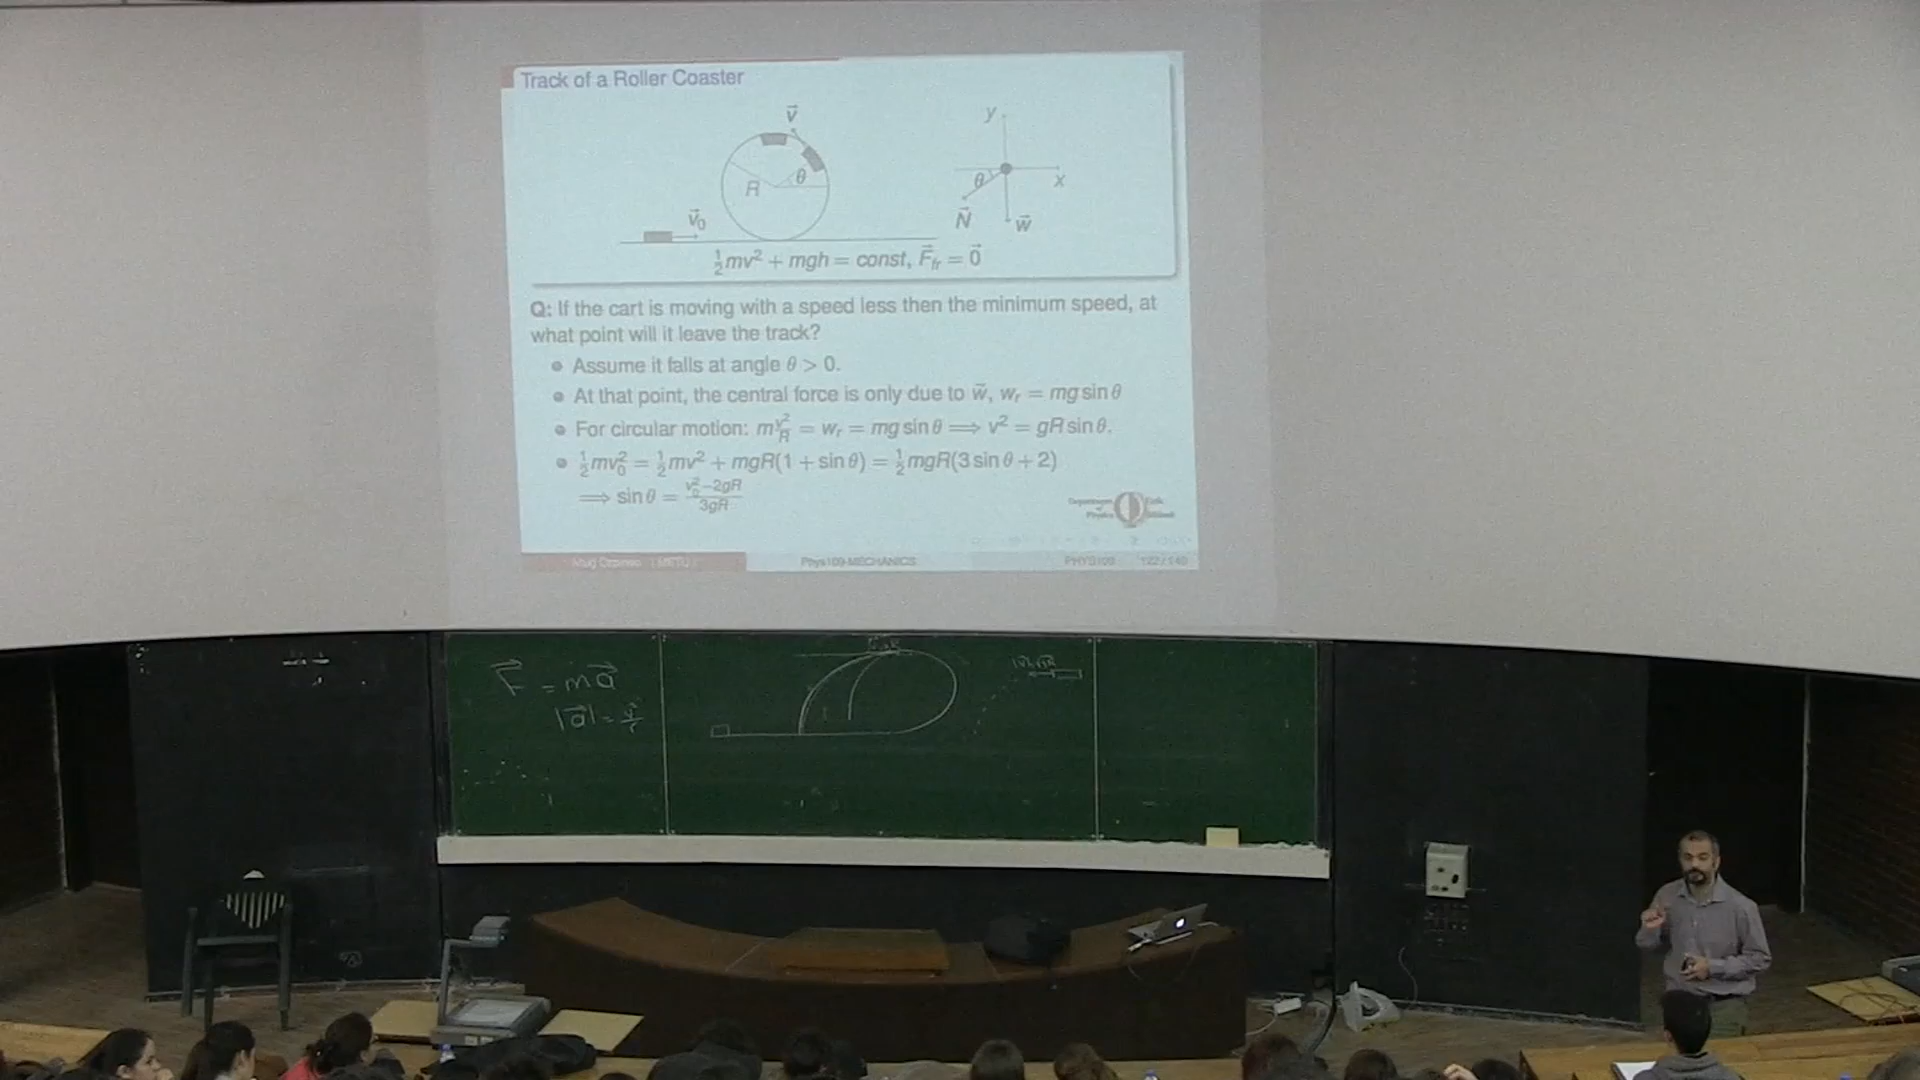 Track of a Roller Coaster
v⃗
y
R
θ
θ
x
v⃗₀
N⃗
w⃗
½mv² + mgh = const, F⃗fr = 0⃗
Q: If the cart is moving with a speed less then the minimum speed, at
what point will it leave the track?
Assume it falls at angle θ > 0.
At that point, the central force is only due to w⃗, wᵣ = mg sin θ
For circular motion: m v²/R = wᵣ = mg sin θ ⟹ v² = gR sin θ.
½mv₀² = ½mv² + mgR(1 + sin θ) = ½mgR(3 sin θ + 2)
⟹ sin θ = (v₀² − 2gR)/3gR
Phys109-MECHANICS
PHYS109
122 / 140
F⃗ = ma⃗
|a⃗| = v²/r